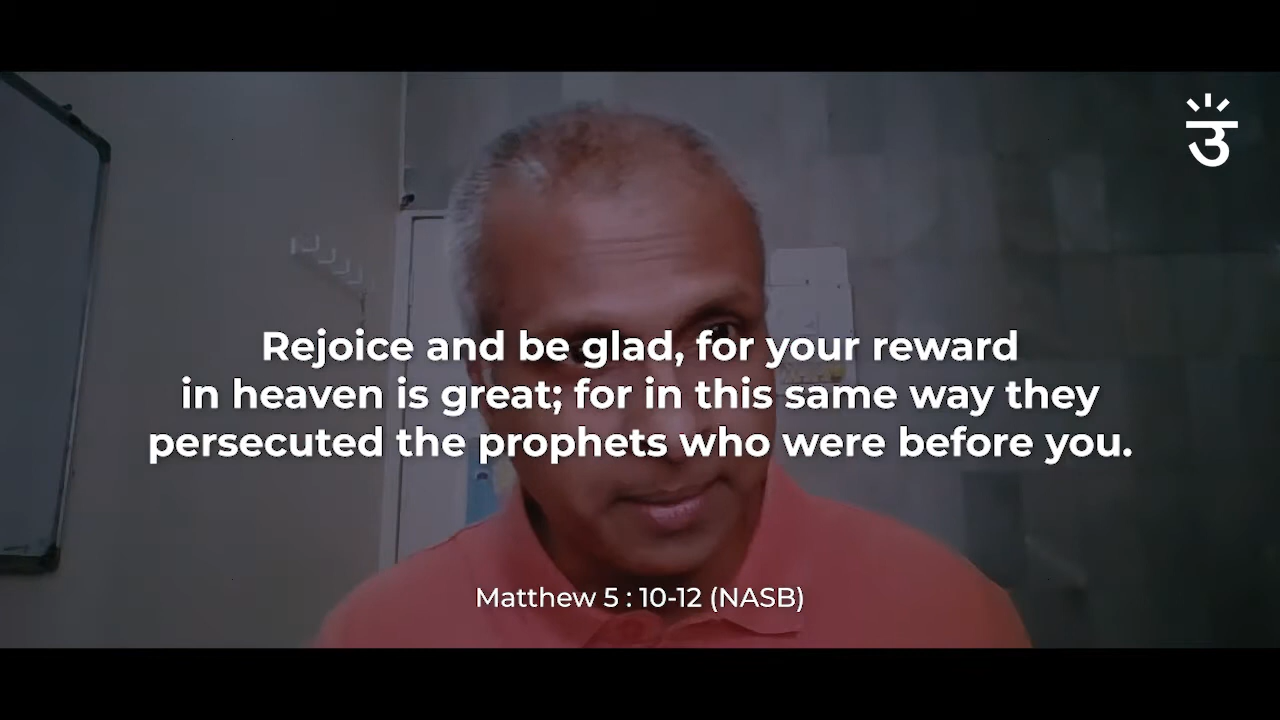 उ
Rejoice and be glad, for your reward
in heaven is great; for in this same way they
persecuted the prophets who were before you.
Matthew 5 : 10-12 (NASB)